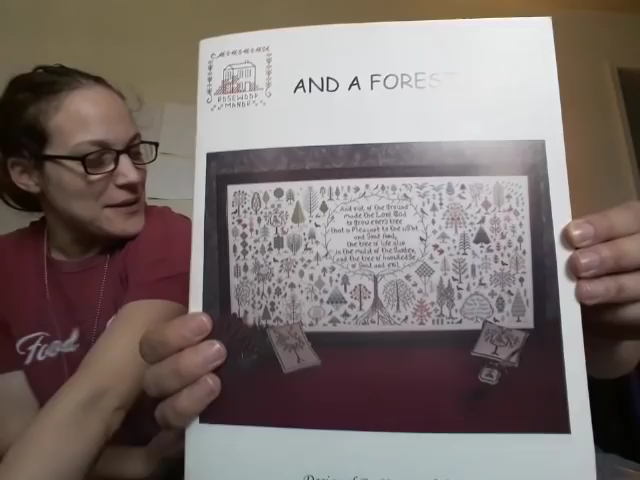 AND A FOREST
ROSEWOOD
MANOR
And out of the Ground
made the Lord God
to grow every tree
that is Pleasant to the sight
and Good food,
the tree of life also
in the midst of the Garden,
and the tree of knowledge
of Good and evil
Food